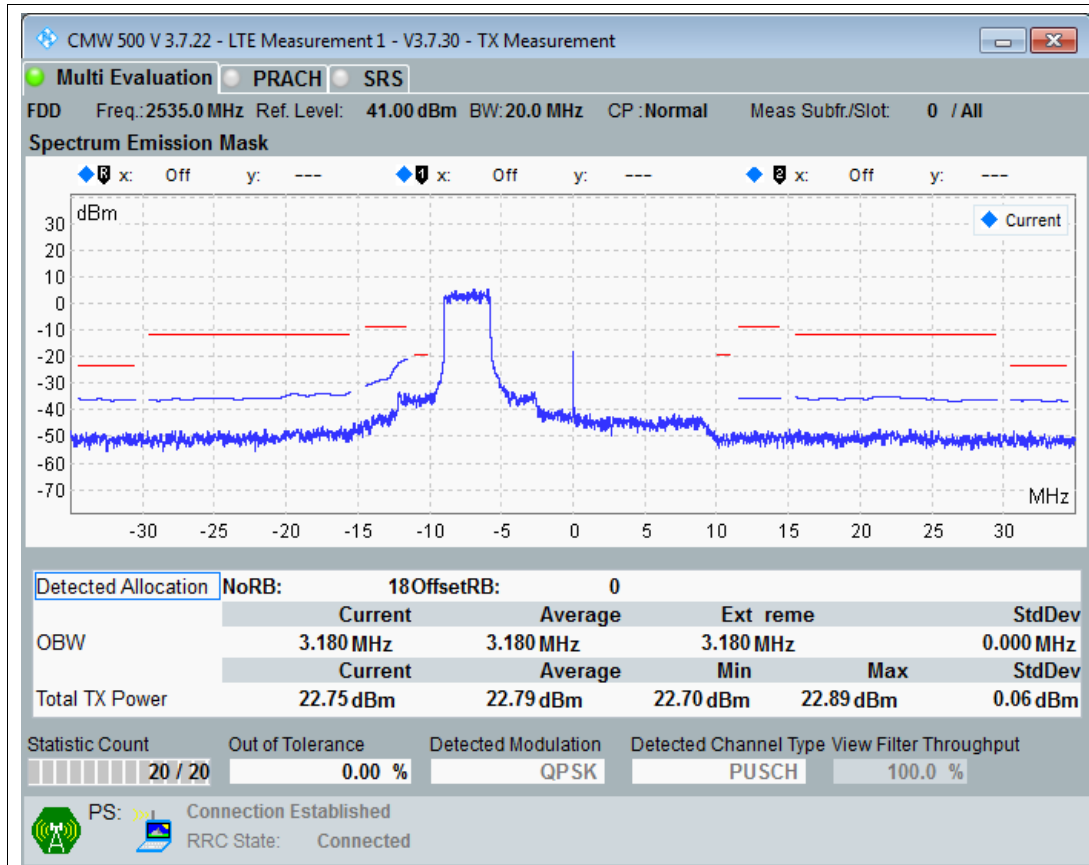 CMW 500 V 3.7.22 - LTE Measurement 1 - V3.7.30 - TX Measurement
Multi Evaluation PRACH SRS
FDD Freq.: 2535.0 MHz Ref. Level: 41.00 dBm BW: 20.0 MHz CP : Normal Meas Subfr./Slot: 0 / All
Spectrum Emission Mask
R x: Off y: --- 1 x: Off y: --- 2 x: Off y: ---
dBm
Current
30
20
10
0
-10
-20
-30
-40
-50
-60
-70
MHz
-30 -25 -20 -15 -10 -5 0 5 10 15 20 25 30
Detected Allocation NoRB: 18 OffsetRB: 0
Current Average Ext reme StdDev
OBW 3.180 MHz 3.180 MHz 3.180 MHz 0.000 MHz
Current Average Min Max StdDev
Total TX Power 22.75 dBm 22.79 dBm 22.70 dBm 22.89 dBm 0.06 dBm
Statistic Count Out of Tolerance Detected Modulation Detected Channel Type View Filter Throughput
20 / 20 0.00 % QPSK PUSCH 100.0 %
PS: Connection Established
RRC State: Connected